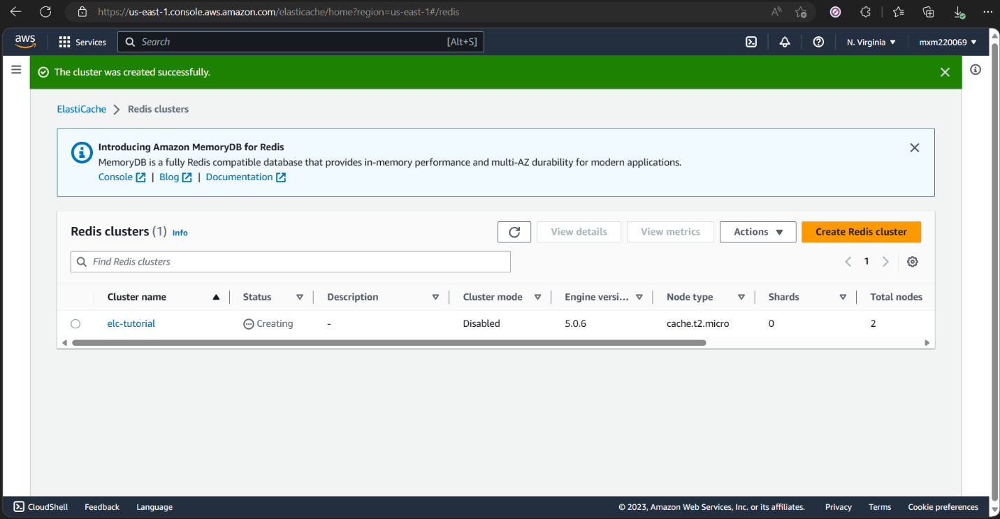 https://us-east-1.console.aws.amazon.com/elasticache/home?region=us-east-1#/redis
aws Services Search [Alt+S] N. Virginia ▼ mxm220069 ▼
The cluster was created successfully.
ElastiCache > Redis clusters
Introducing Amazon MemoryDB for Redis
MemoryDB is a fully Redis compatible database that provides in-memory performance and multi-AZ durability for modern applications.
Console | Blog | Documentation
Redis clusters (1) Info View details View metrics Actions ▼ Create Redis cluster
Find Redis clusters < 1 >
Cluster name Status Description Cluster mode Engine versi... Node type Shards Total nodes
elc-tutorial Creating - Disabled 5.0.6 cache.t2.micro 0 2
CloudShell Feedback Language © 2023, Amazon Web Services, Inc. or its affiliates. Privacy Terms Cookie preferences